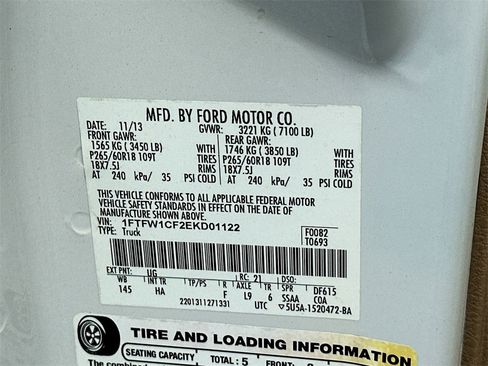 MFD. BY FORD MOTOR CO.
DATE: 11/13 GVWR: 3221 KG ( 7100 LB)
FRONT GAWR: REAR GAWR:
1565 KG ( 3450 LB) WITH 1746 KG ( 3850 LB) WITH
P265/60R18 109T TIRES P265/60R18 109T TIRES
18X7.5J RIMS 18X7.5J RIMS
AT 240 kPa/ 35 PSI COLD AT 240 kPa/ 35 PSI COLD
THIS VEHICLE CONFORMS TO ALL APPLICABLE FEDERAL MOTOR
VEHICLE SAFETY STANDARDS IN EFFECT ON THE DATE OF
MANUFACTURE SHOWN ABOVE.
VIN: 1FTFW1CF2EKD01122 F0082
TYPE: Truck T0693
EXT PNT: UG RC: 21 DSO:
WB INT TR TP/PS R AXLE TR SPR DF615
145 HA F L9 6 SSAA COA
2201311271331 UTC ▽5U5A-1520472-BA
TIRE AND LOADING INFORMATION
SEATING CAPACITY TOTAL : 5